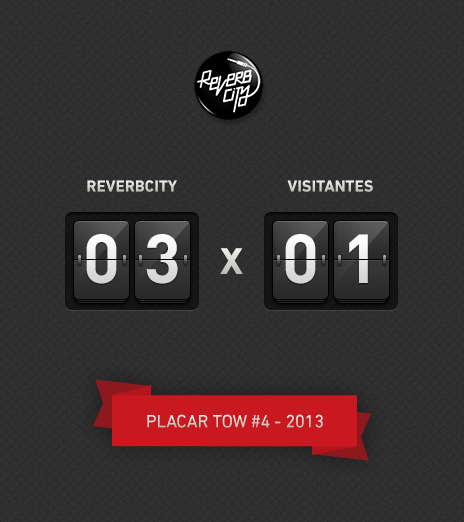 REVERB
CITY
REVERBCITY VISITANTES
03 x 01
PLACAR TOW #4 - 2013